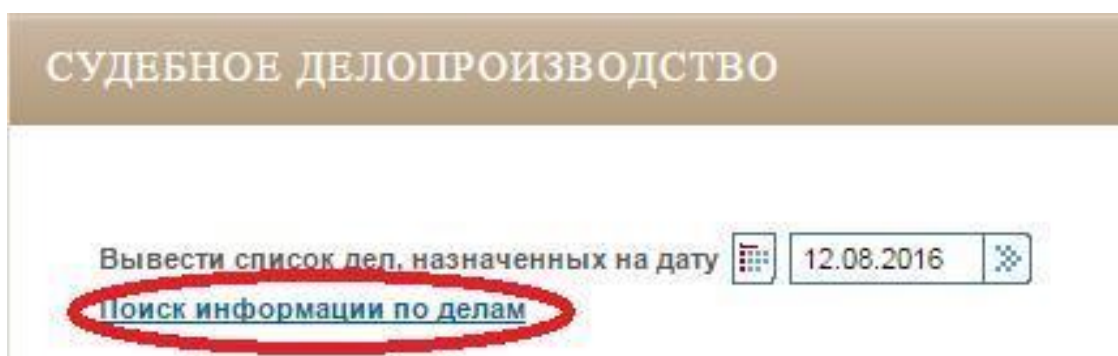 СУДЕБНОЕ ДЕЛОПРОИЗВОДСТВО
Вывести список дел, назначенных на дату 12.08.2016
Поиск информации по делам